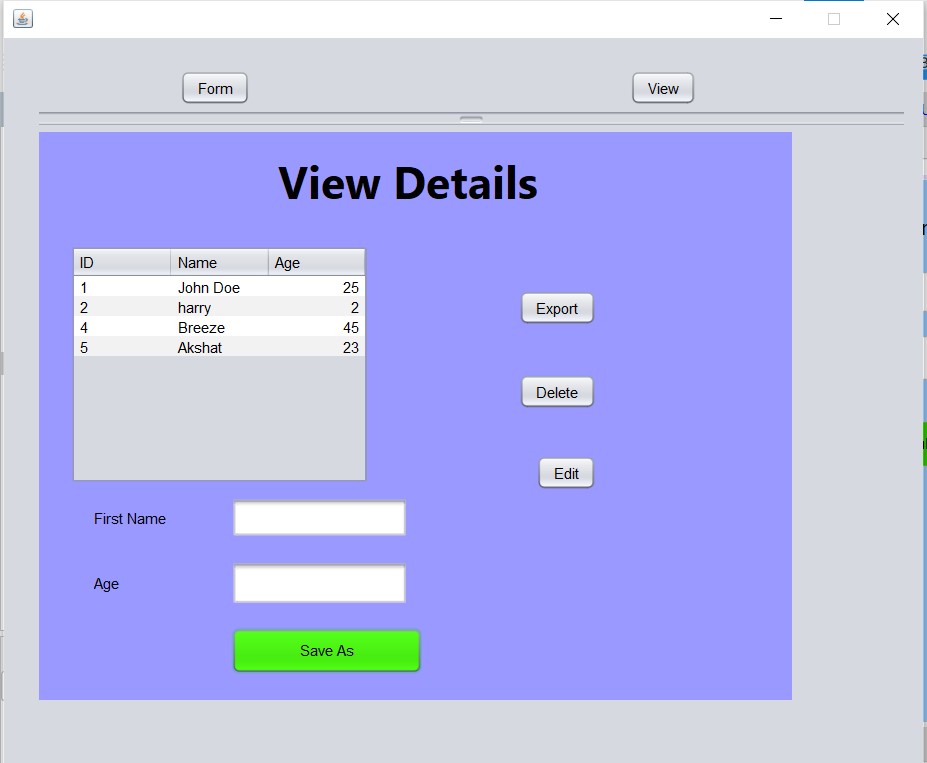 Form View
View Details
ID Name Age
1 John Doe 25
2 harry 2
4 Breeze 45
5 Akshat 23
Export
Delete
Edit
First Name
Age
Save As